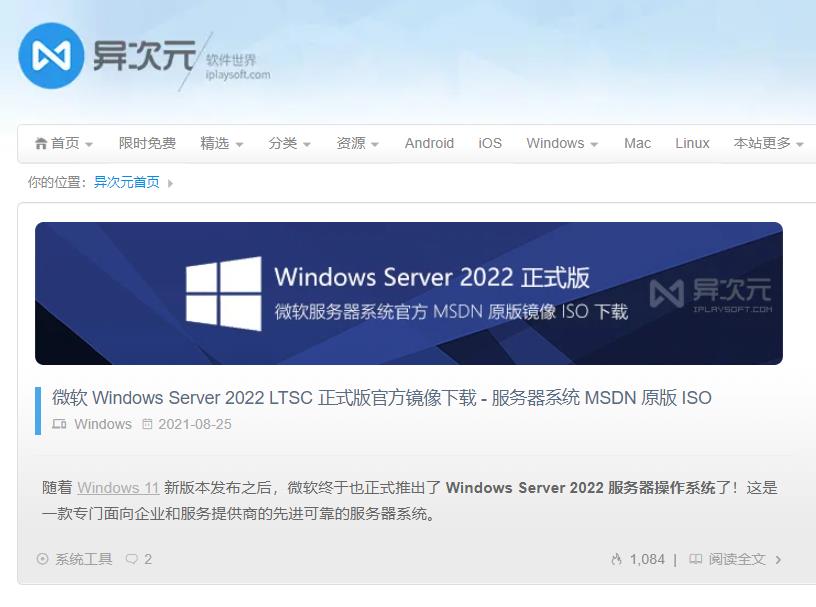 异次元
软件世界
iplaysoft.com
首页 限时免费 精选 分类 资源 Android iOS Windows Mac Linux 本站更多
你的位置: 异次元首页
Windows Server 2022 正式版
微软服务器系统官方 MSDN 原版镜像 ISO 下载
异次元
IPLAYSOFT.COM
微软 Windows Server 2022 LTSC 正式版官方镜像下载 - 服务器系统 MSDN 原版 ISO
Windows 2021-08-25
随着 Windows 11 新版本发布之后，微软终于也正式推出了 Windows Server 2022 服务器操作系统了！这是
一款专门面向企业和服务提供商的先进可靠的服务器系统。
系统工具 2 1,084 | 阅读全文